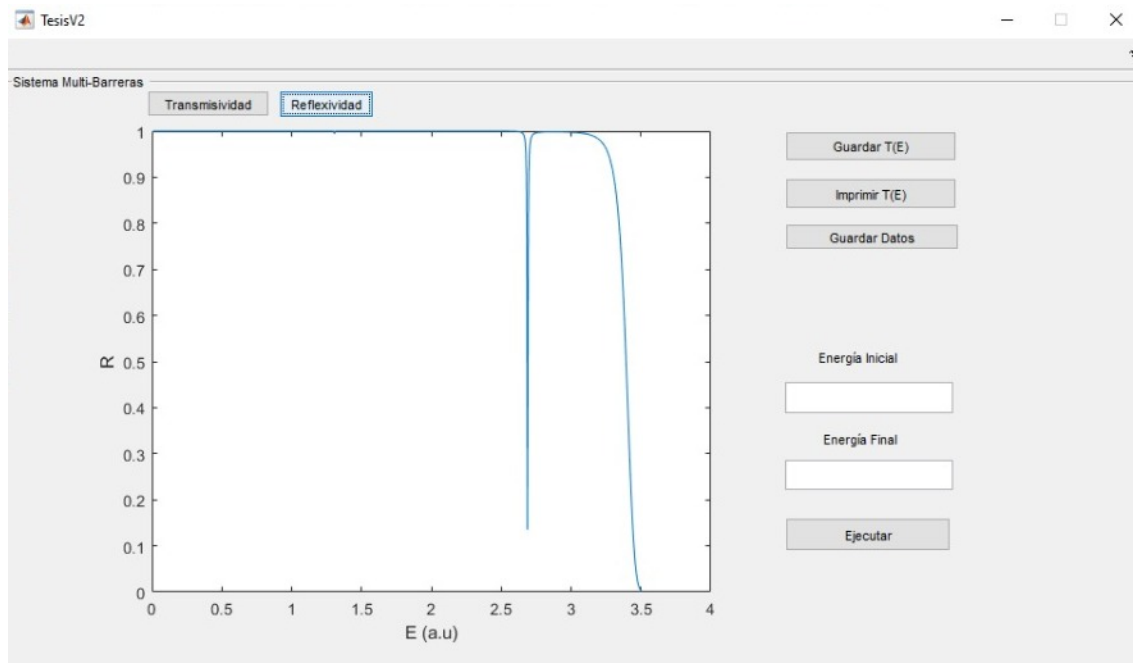 TesisV2
Sistema Multi-Barreras
Transmisividad
Reflexividad
1
0.9
0.8
0.7
0.6
0.5
0.4
0.3
0.2
0.1
0
R
0
0.5
1
1.5
2
2.5
3
3.5
4
E (a.u)
Guardar T(E)
Imprimir T(E)
Guardar Datos
Energía Inicial
Energía Final
Ejecutar